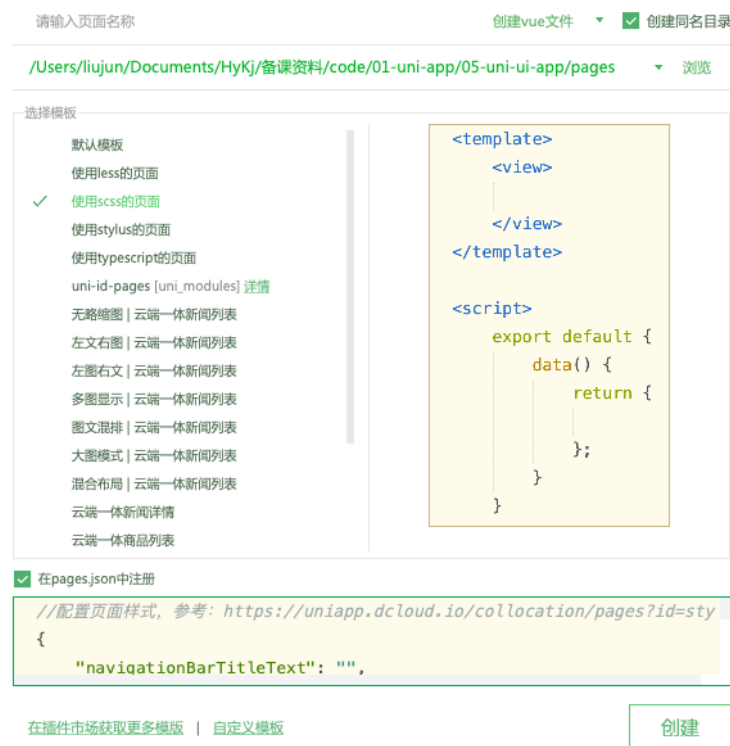 请输入页面名称 创建vue文件 创建同名目录
/Users/liujun/Documents/HyKj/备课资料/code/01-uni-app/05-uni-ui-app/pages 浏览
选择模板
默认模板
使用less的页面
使用scss的页面
使用stylus的页面
使用typescript的页面
uni-id-pages [uni_modules] 详情
无略缩图 | 云端一体新闻列表
左文右图 | 云端一体新闻列表
左图右文 | 云端一体新闻列表
多图显示 | 云端一体新闻列表
图文混排 | 云端一体新闻列表
大图模式 | 云端一体新闻列表
混合布局 | 云端一体新闻列表
云端一体新闻详情
云端一体商品列表
<template>
<view>
</view>
</template>
<script>
export default {
data() {
return {
};
}
}
在pages.json中注册
//配置页面样式，参考：https://uniapp.dcloud.io/collocation/pages?id=sty
{
"navigationBarTitleText": "",
在插件市场获取更多模版 | 自定义模板
创建